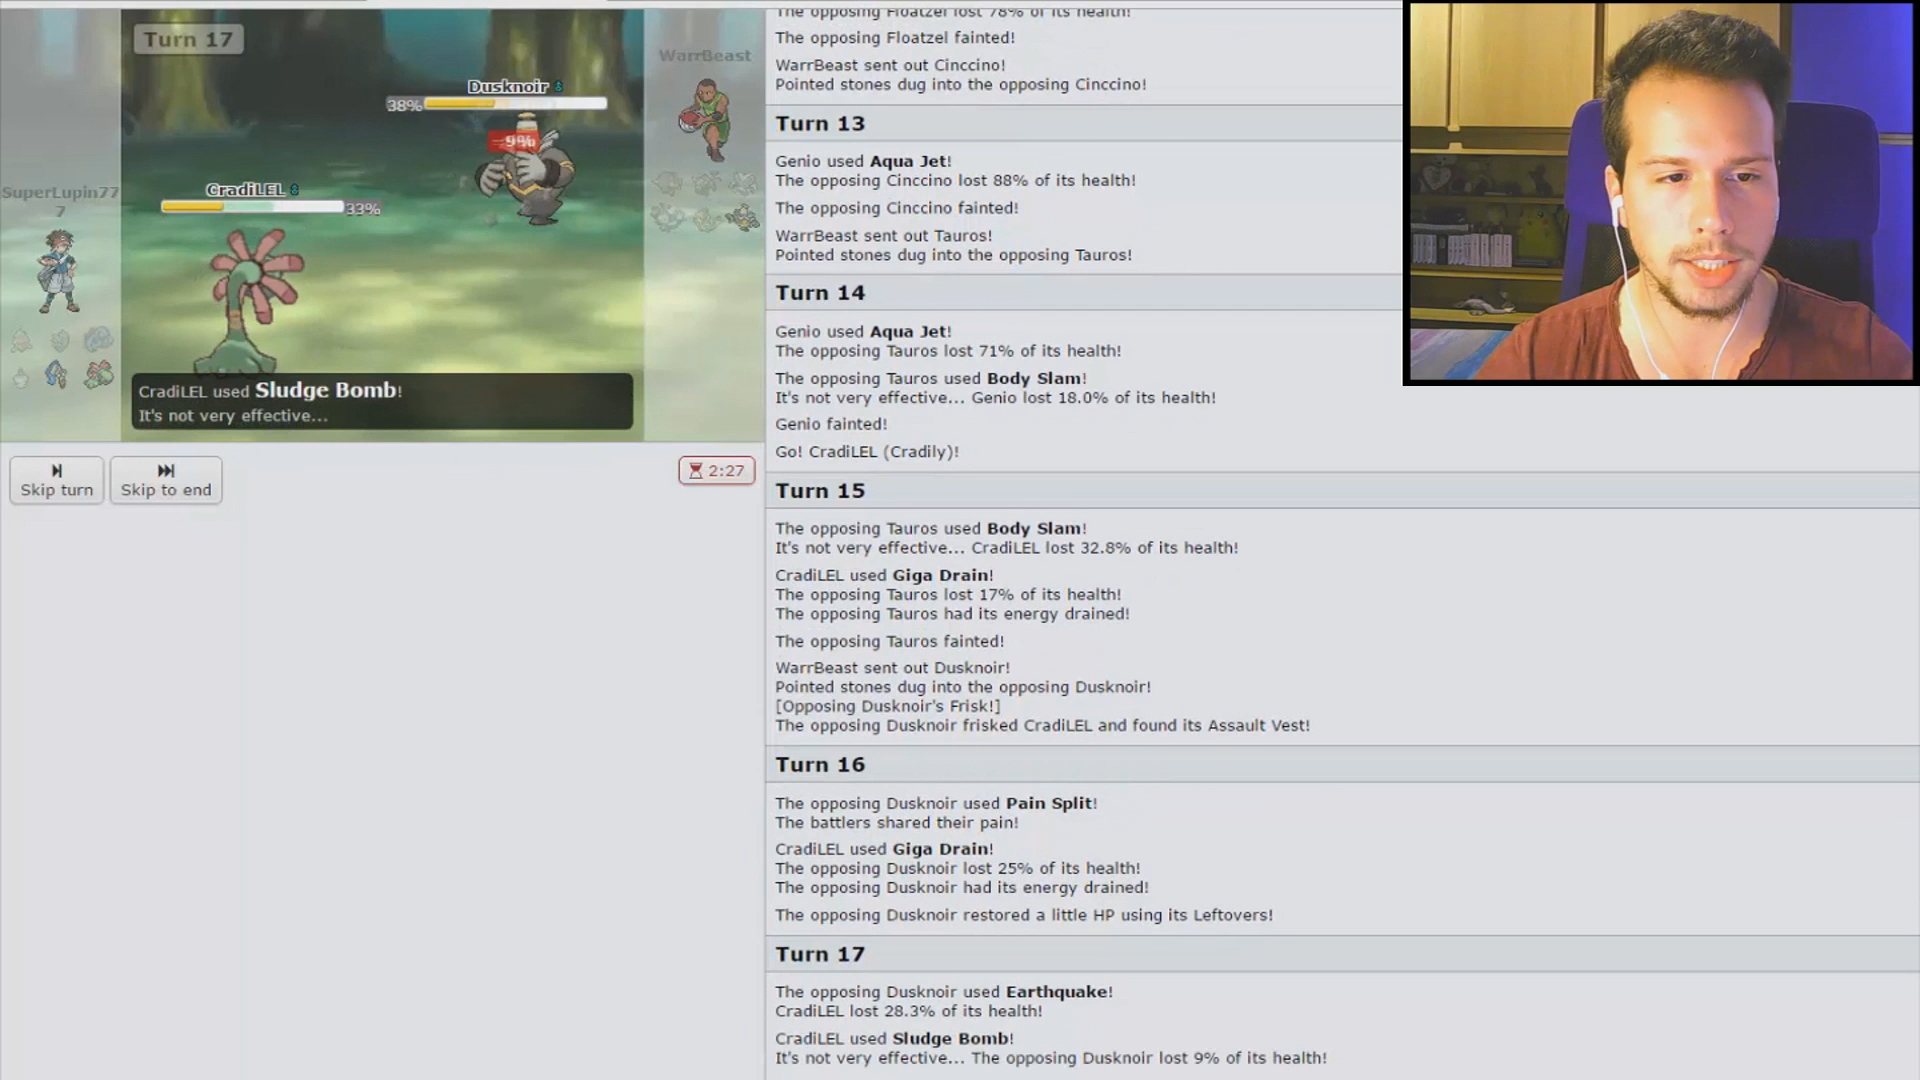 Turn 17
WarrBeast
Dusknoir
38%
-9%
SuperLupin77
7
CradiLEL
33%
CradiLEL used Sludge Bomb!
It's not very effective...
Skip turn
Skip to end
2:27
The opposing Floatzel lost 78% of its health!
The opposing Floatzel fainted!
WarrBeast sent out Cinccino!
Pointed stones dug into the opposing Cinccino!
Turn 13
Genio used Aqua Jet!
The opposing Cinccino lost 88% of its health!
The opposing Cinccino fainted!
WarrBeast sent out Tauros!
Pointed stones dug into the opposing Tauros!
Turn 14
Genio used Aqua Jet!
The opposing Tauros lost 71% of its health!
The opposing Tauros used Body Slam!
It's not very effective... Genio lost 18.0% of its health!
Genio fainted!
Go! CradiLEL (Cradily)!
Turn 15
The opposing Tauros used Body Slam!
It's not very effective... CradiLEL lost 32.8% of its health!
CradiLEL used Giga Drain!
The opposing Tauros lost 17% of its health!
The opposing Tauros had its energy drained!
The opposing Tauros fainted!
WarrBeast sent out Dusknoir!
Pointed stones dug into the opposing Dusknoir!
[Opposing Dusknoir's Frisk!]
The opposing Dusknoir frisked CradiLEL and found its Assault Vest!
Turn 16
The opposing Dusknoir used Pain Split!
The battlers shared their pain!
CradiLEL used Giga Drain!
The opposing Dusknoir lost 25% of its health!
The opposing Dusknoir had its energy drained!
The opposing Dusknoir restored a little HP using its Leftovers!
Turn 17
The opposing Dusknoir used Earthquake!
CradiLEL lost 28.3% of its health!
CradiLEL used Sludge Bomb!
It's not very effective... The opposing Dusknoir lost 9% of its health!